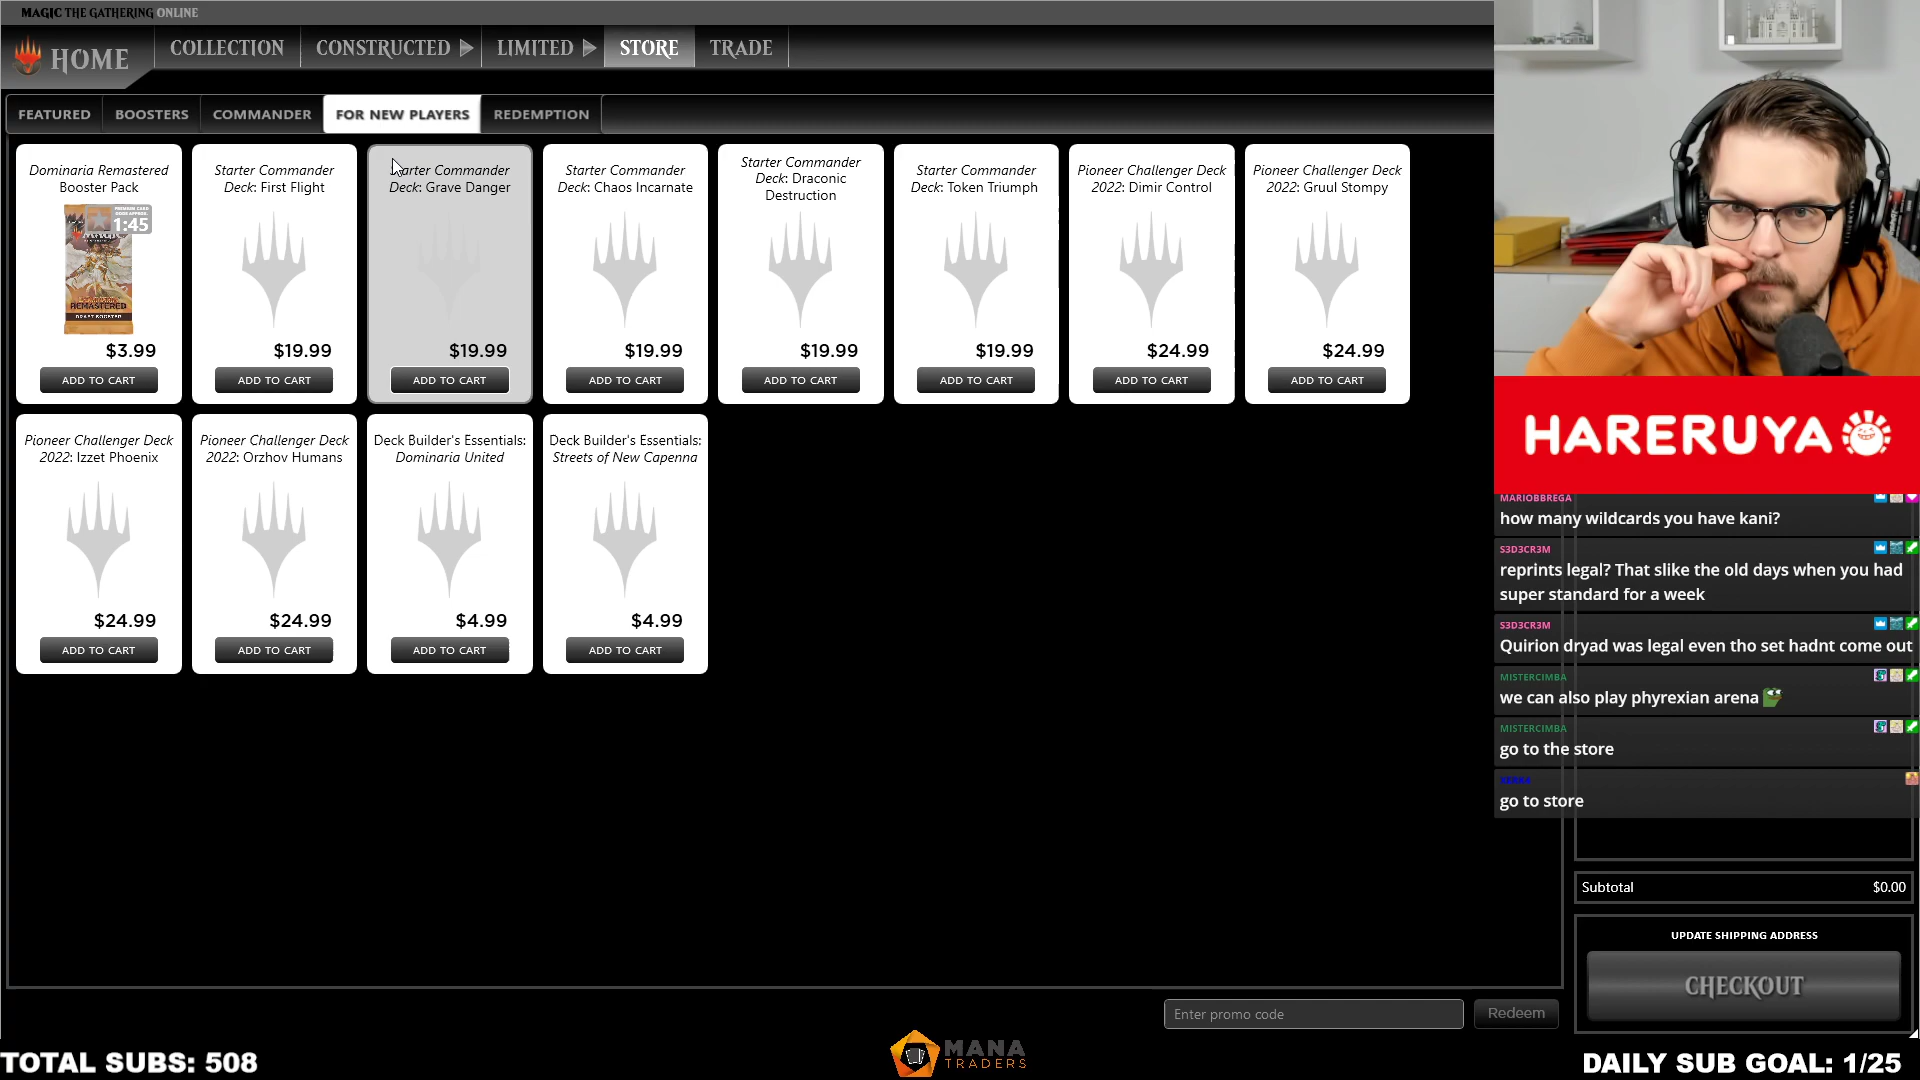 MAGIC THE GATHERING ONLINE
HOME
COLLECTION
CONSTRUCTED
LIMITED
STORE
TRADE
FEATURED
BOOSTERS
COMMANDER
FOR NEW PLAYERS
REDEMPTION
Dominaria Remastered
Booster Pack
1:45
REMASTERED
DRAFT BOOSTER
$3.99
ADD TO CART
Starter Commander
Deck: First Flight
$19.99
ADD TO CART
Starter Commander
Deck: Grave Danger
$19.99
ADD TO CART
Starter Commander
Deck: Chaos Incarnate
$19.99
ADD TO CART
Starter Commander
Deck: Draconic
Destruction
$19.99
ADD TO CART
Starter Commander
Deck: Token Triumph
$19.99
ADD TO CART
Pioneer Challenger Deck
2022: Dimir Control
$24.99
ADD TO CART
Pioneer Challenger Deck
2022: Gruul Stompy
$24.99
ADD TO CART
Pioneer Challenger Deck
2022: Izzet Phoenix
$24.99
ADD TO CART
Pioneer Challenger Deck
2022: Orzhov Humans
$24.99
ADD TO CART
Deck Builder's Essentials:
Dominaria United
$4.99
ADD TO CART
Deck Builder's Essentials:
Streets of New Capenna
$4.99
ADD TO CART
HARERUYA
MARIOBBREGA
how many wildcards you have kani?
S3D3CR3M
reprints legal? That slike the old days when you had
super standard for a week
S3D3CR3M
Quirion dryad was legal even tho set hadnt come out
MISTERCIMBA
we can also play phyrexian arena
MISTERCIMBA
go to the store
go to store
Subtotal
$0.00
UPDATE SHIPPING ADDRESS
CHECKOUT
Enter promo code
Redeem
MANA
TRADERS
TOTAL SUBS: 508
DAILY SUB GOAL: 1/25